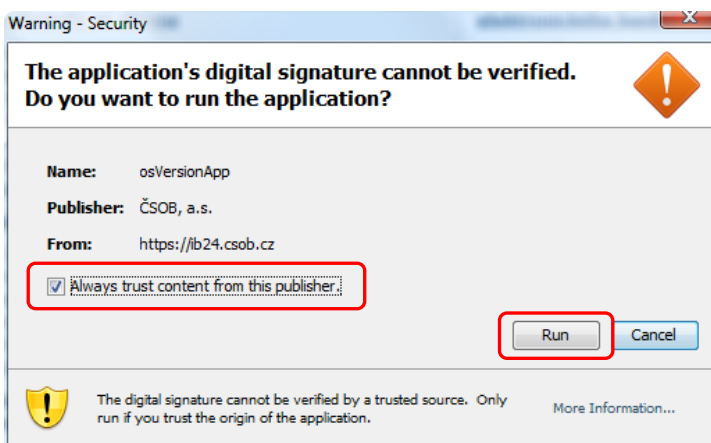 Warning - Security
The application's digital signature cannot be verified.
Do you want to run the application?
Name: osVersionApp
Publisher: ČSOB, a.s.
From: https://ib24.csob.cz
Always trust content from this publisher.
Run Cancel
The digital signature cannot be verified by a trusted source. Only
run if you trust the origin of the application.
More Information...